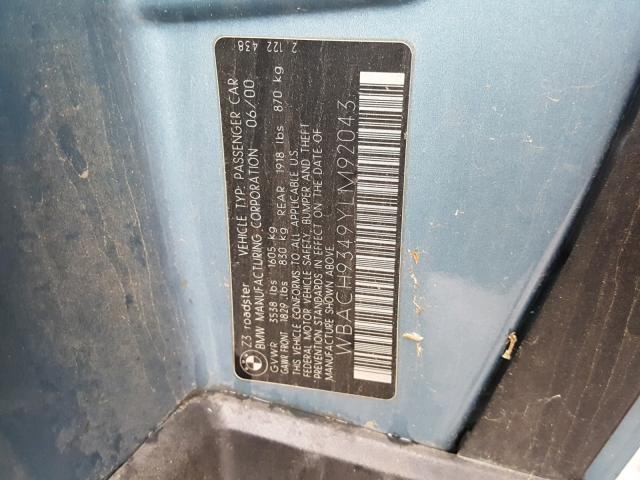 Z3 roadster VEHICLE TYP: PASSENGER CAR
BMW MANUFACTURING CORPORATION 06/00
GVWR 3538 lbs 1605 kg
GAWR FRONT 1829 lbs 830 kg REAR 1918 lbs 870 kg
THIS VEHICLE CONFORMS TO ALL APPLICABLE U.S.
FEDERAL MOTOR VEHICLE SAFETY, BUMPER AND THEFT
PREVENTION STANDARDS IN EFFECT ON THE DATE OF
MANUFACTURE SHOWN ABOVE.
WBACH9349YLM92043
2 122 438